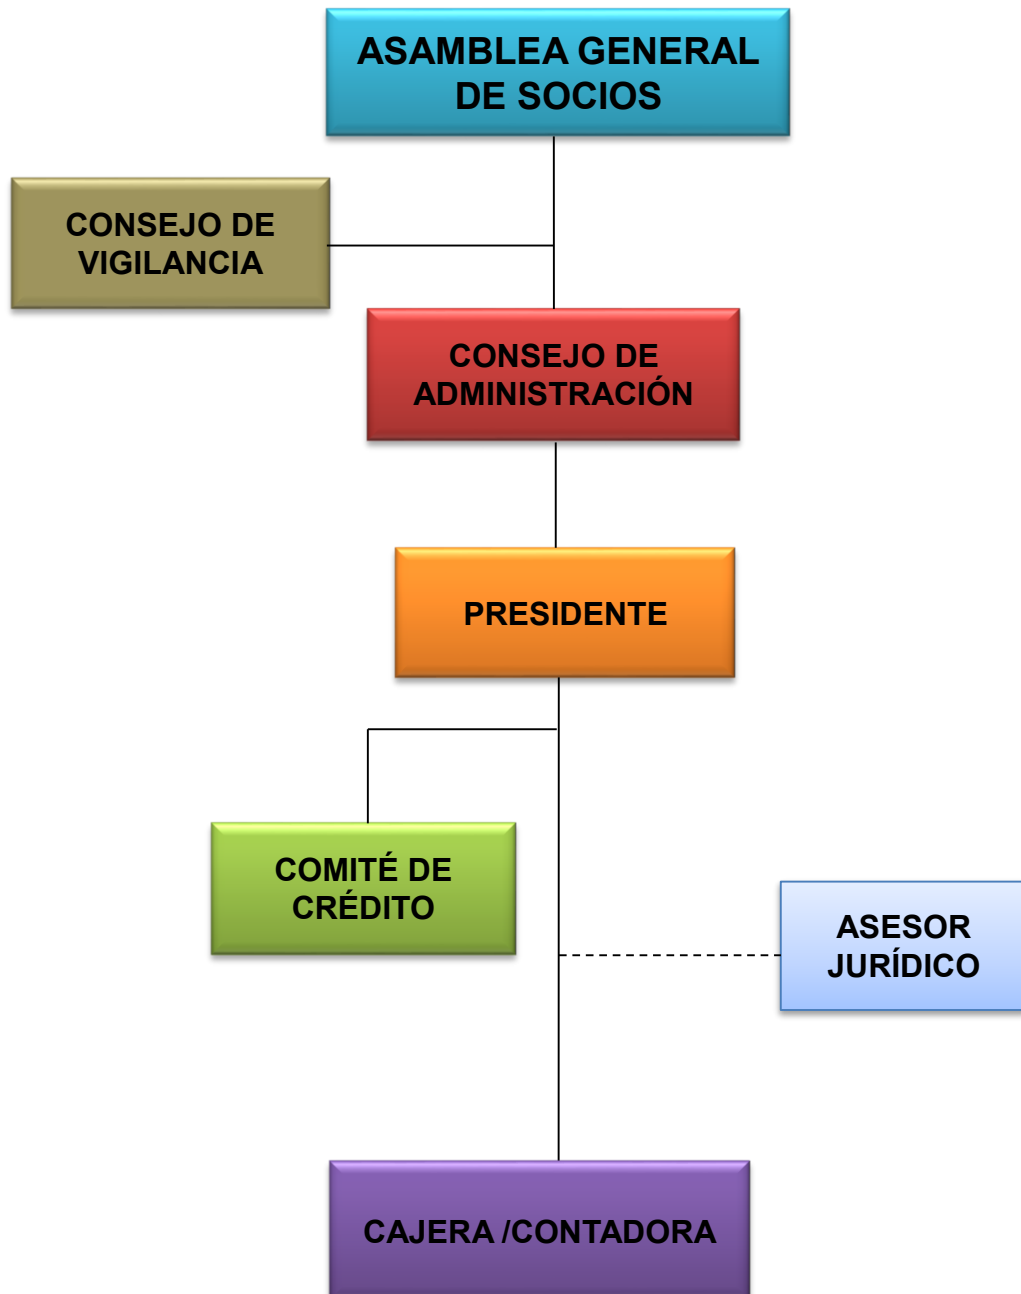 ASAMBLEA GENERAL
DE SOCIOS
CONSEJO DE
VIGILANCIA
CONSEJO DE
ADMINISTRACIÓN
PRESIDENTE
COMITÉ DE
CRÉDITO
ASESOR
JURÍDICO
CAJERA /CONTADORA